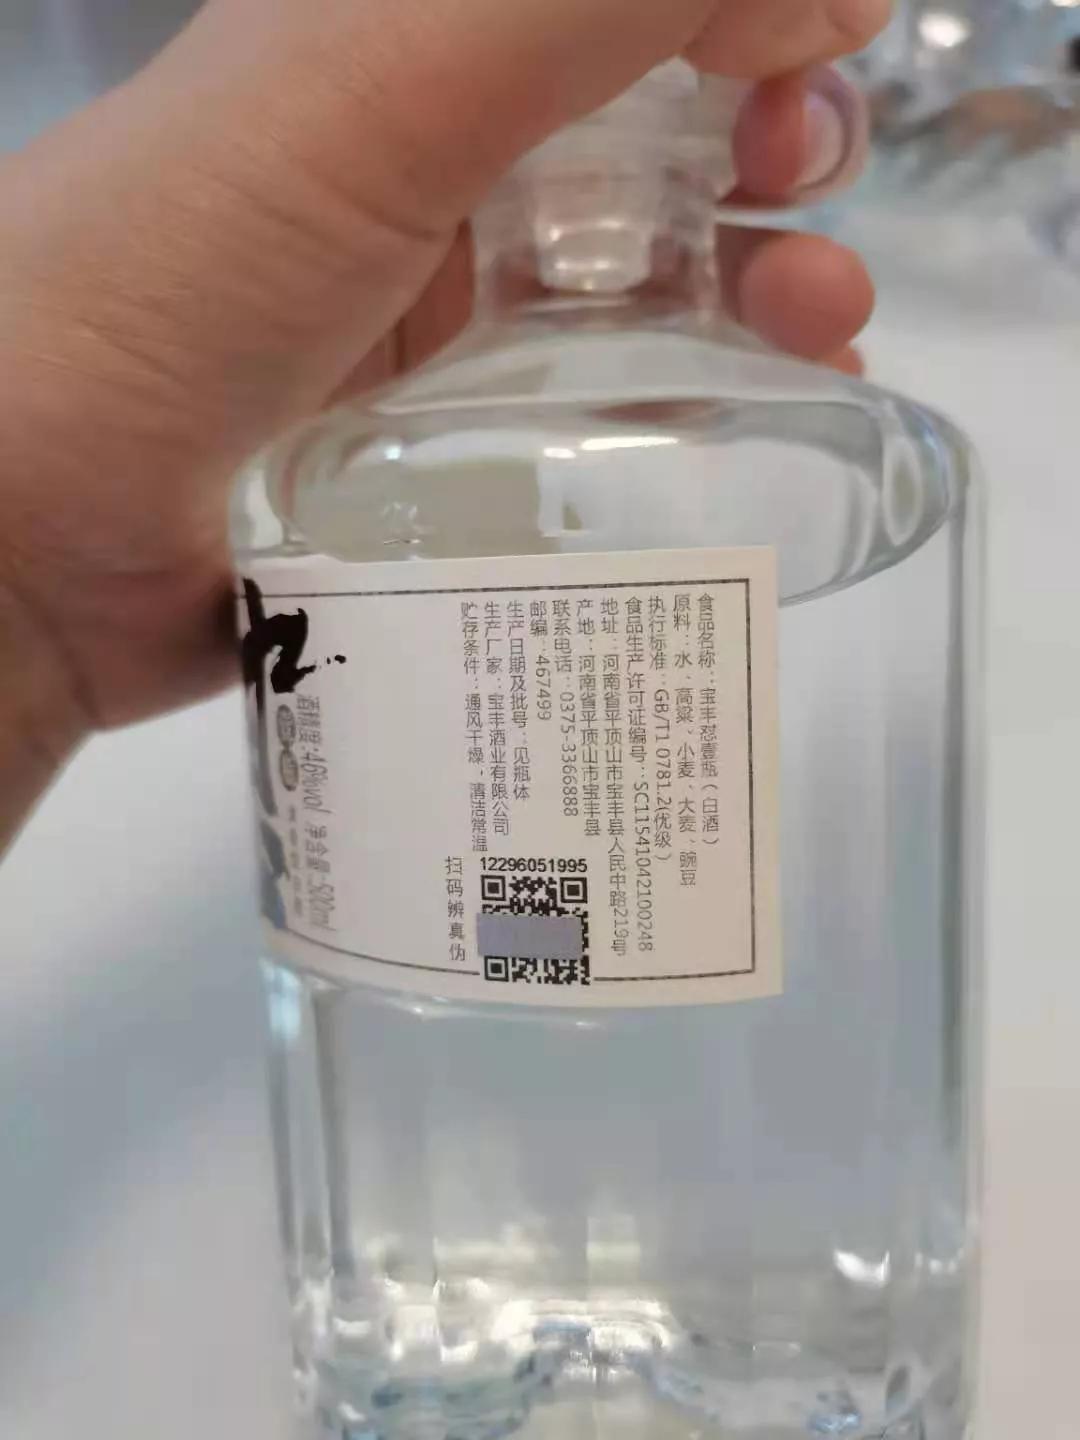 食品名称：宝丰怼壹瓶（白酒）
原料：水、高粱、小麦、大麦、豌豆
执行标准：GB/T10781.2(优级)
食品生产许可证编号：SC11541042100248
地址：河南省平顶山市宝丰县人民中路219号
产地：河南省平顶山市宝丰县
联系电话：0375-3366888
邮编：467499
生产日期及批号：见瓶体
生产厂家：宝丰酒业有限公司
贮存条件：通风干燥，清洁常温
12296051995
扫码辨真伪
酒精度:46%vol 净含量:500ml